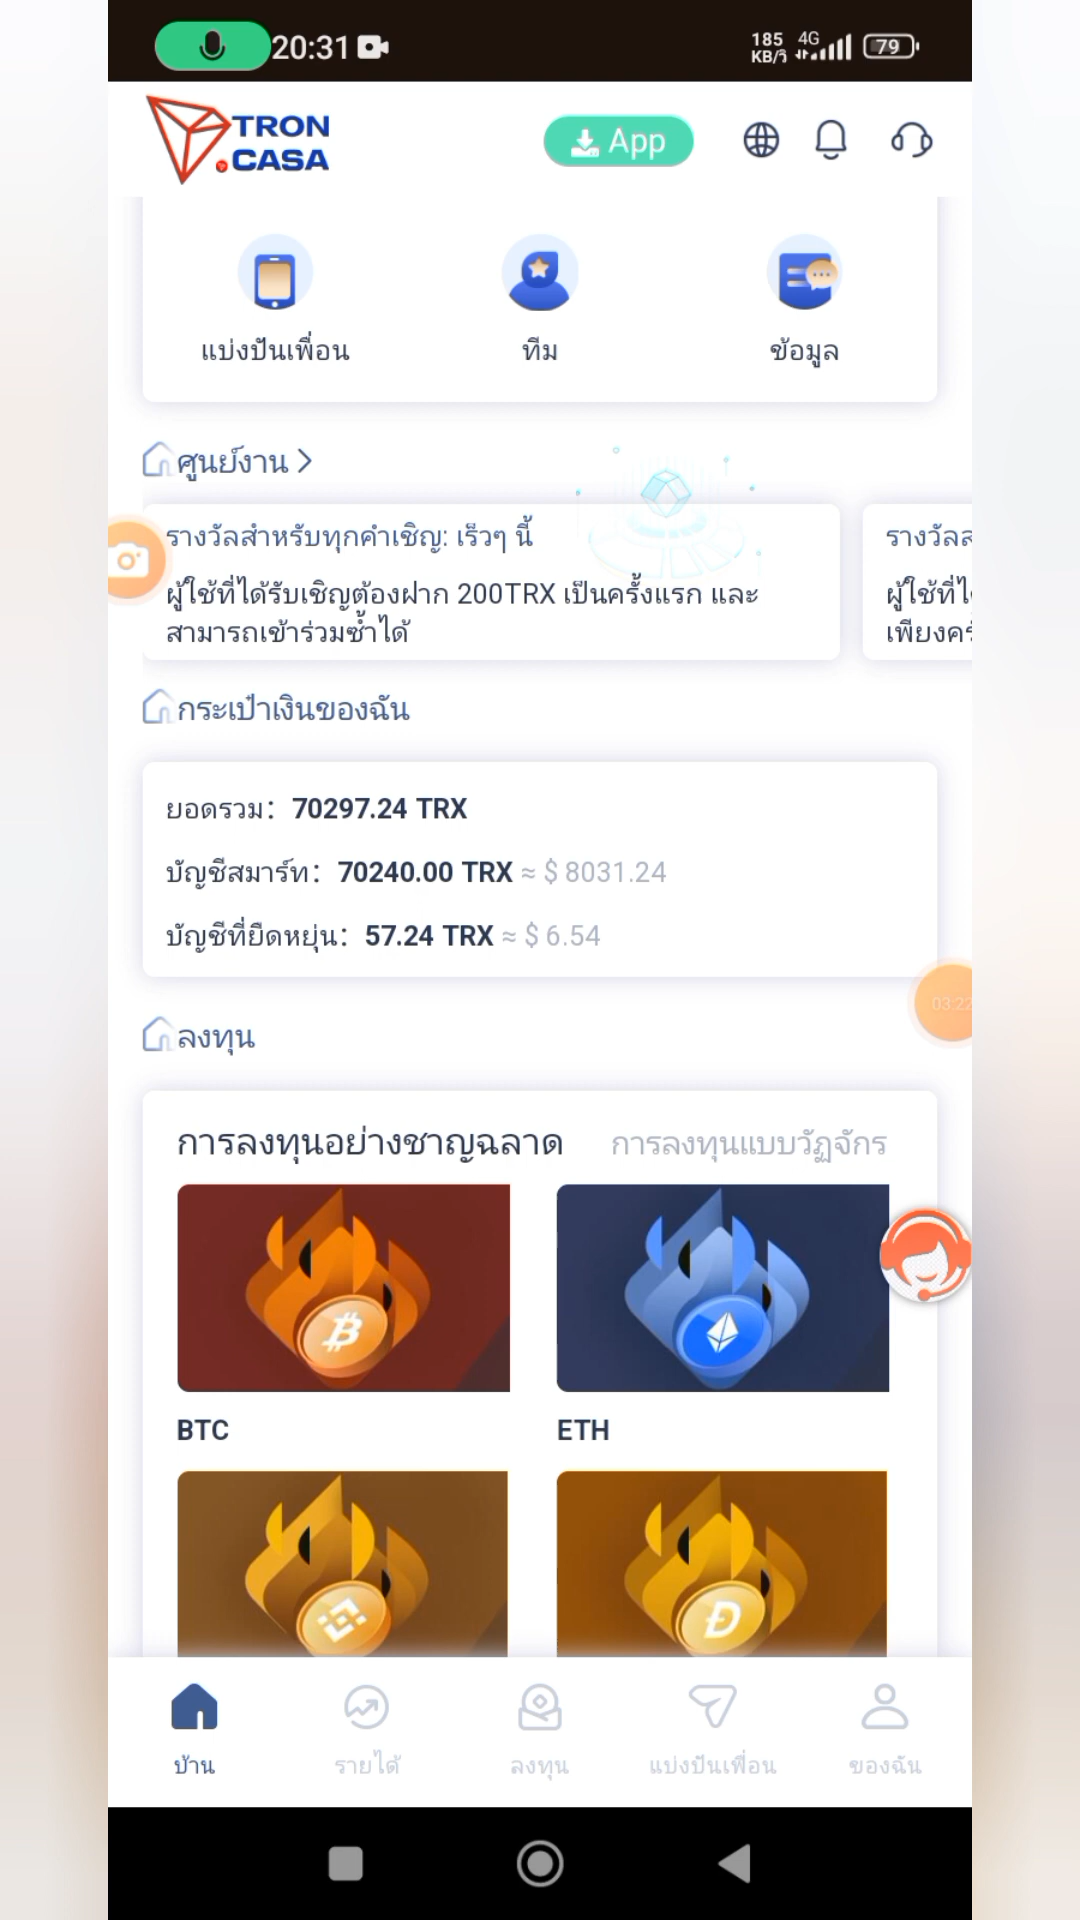 20:31
185 KB/วิ
4G
79
TRON
.CASA
App
แบ่งปันเพื่อน
ทีม
ข้อมูล
ศูนย์งาน
รางวัลสำหรับทุกคำเชิญ: เร็วๆ นี้
ผู้ใช้ที่ได้รับเชิญต้องฝาก 200TRX เป็นครั้งแรก และ
สามารถเข้าร่วมซ้ำได้
กระเป๋าเงินของฉัน
ยอดรวม: 70297.24 TRX
บัญชีสมาร์ท: 70240.00 TRX ≈ $ 8031.24
บัญชีที่ยืดหยุ่น: 57.24 TRX ≈ $ 6.54
03:22
ลงทุน
การลงทุนอย่างชาญฉลาด
การลงทุนแบบวัฏจักร
BTC
ETH
บ้าน
รายได้
ลงทุน
แบ่งปันเพื่อน
ของฉัน